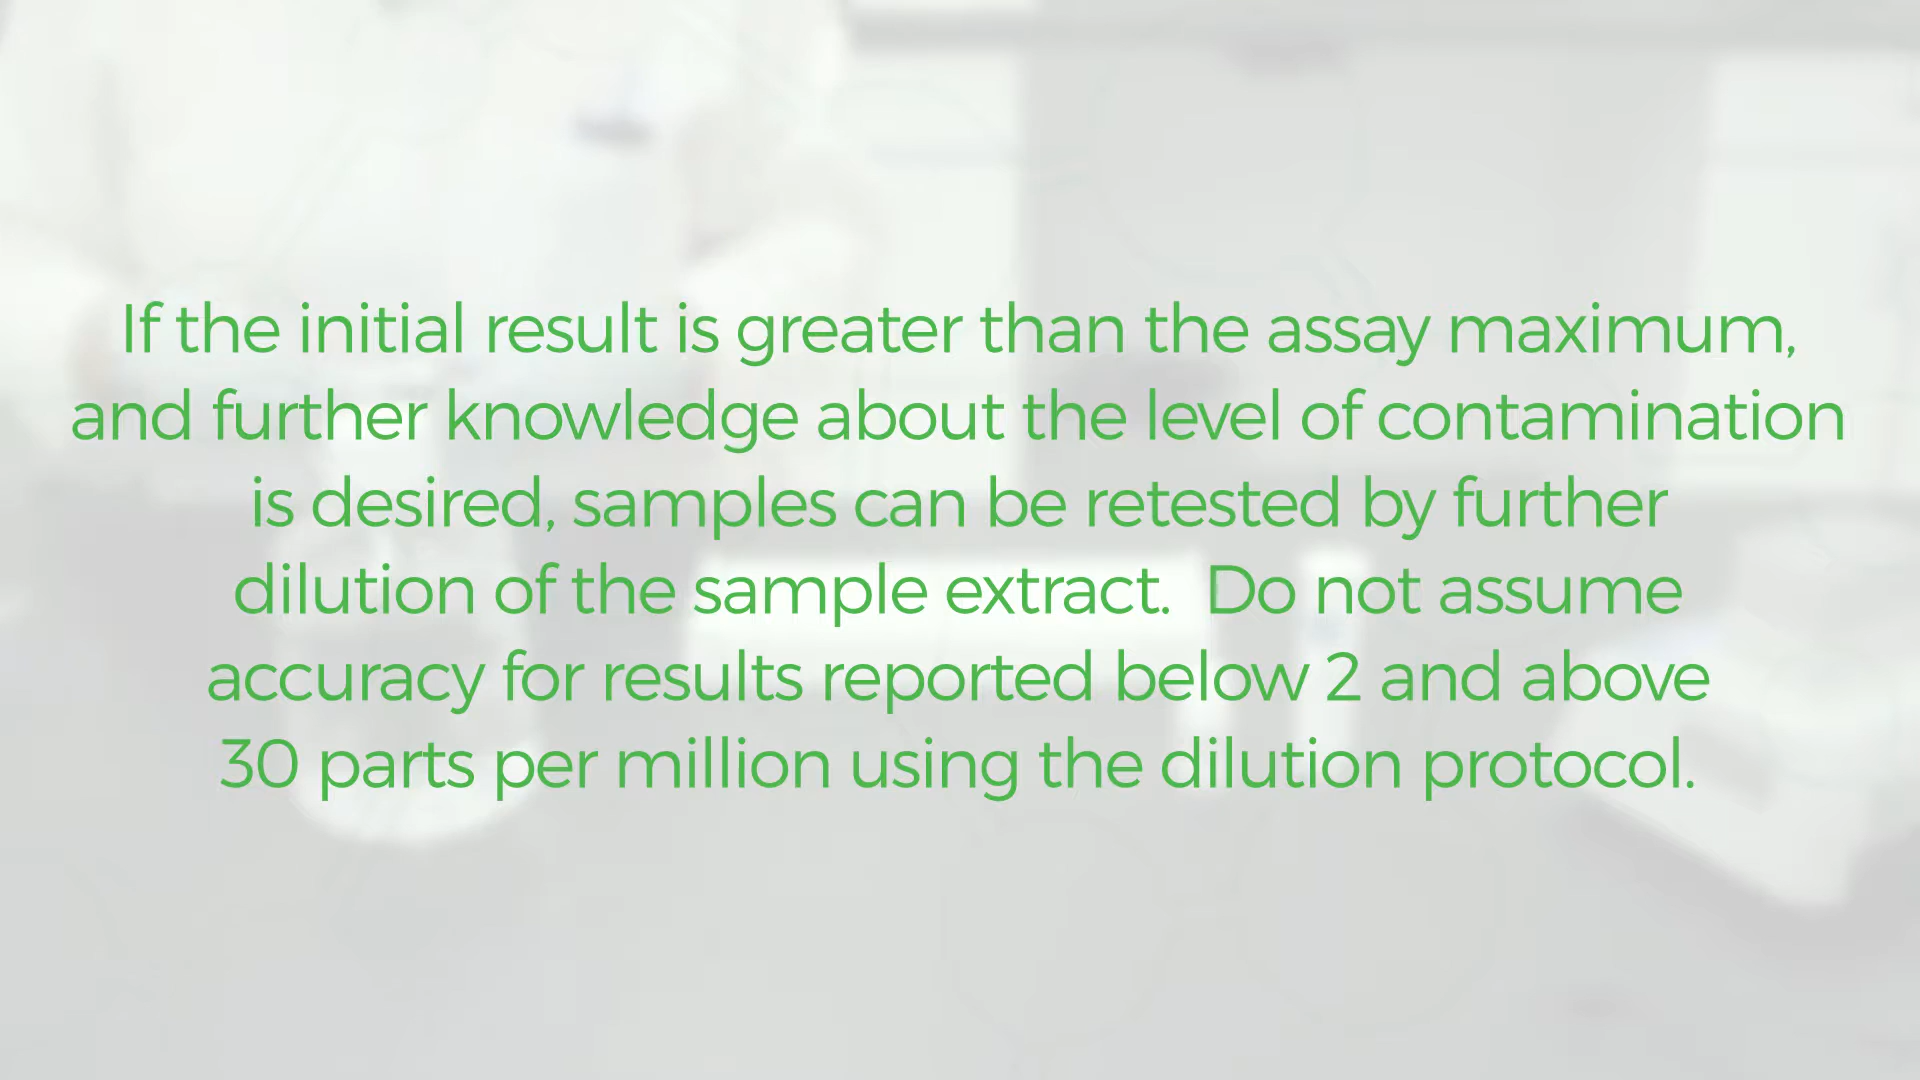 If the initial result is greater than the assay maximum,
and further knowledge about the level of contamination
is desired, samples can be retested by further
dilution of the sample extract.  Do not assume
accuracy for results reported below 2 and above
30 parts per million using the dilution protocol.